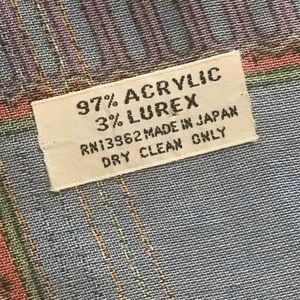 97% ACRYLIC
3% LUREX
RN13962 MADE IN JAPAN
DRY CLEAN ONLY